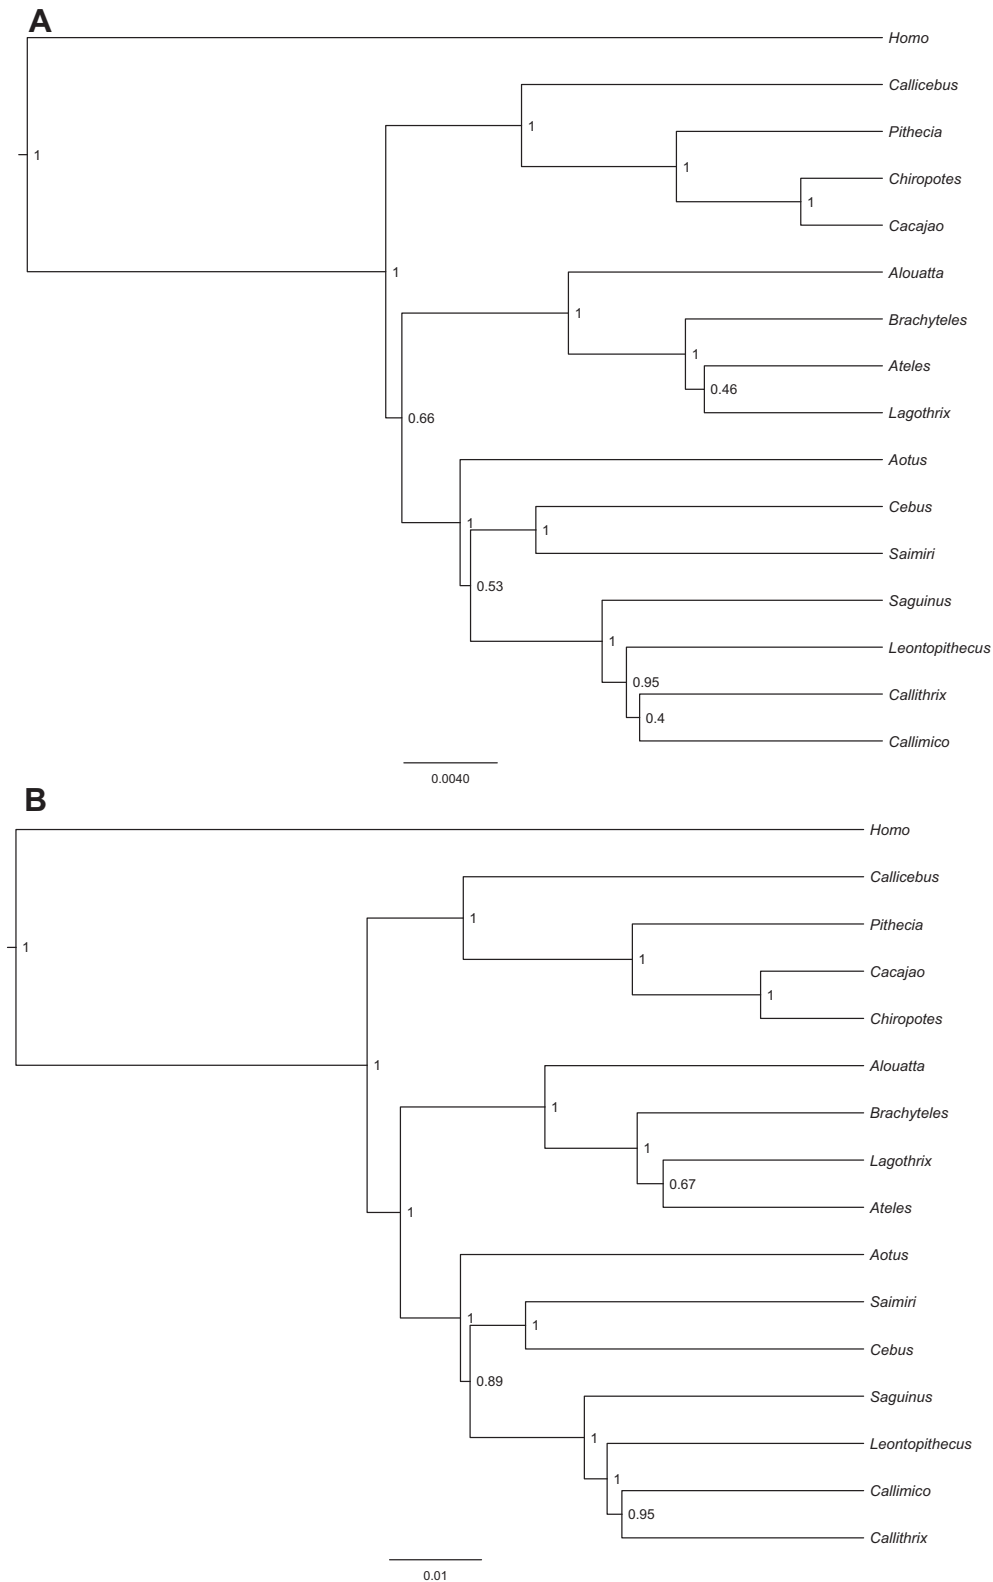 A
Homo
Callicebus
1
Pithecia
1
1
Chiropotes
1
Cacajao
1
Alouatta
1
Brachyteles
1
Ateles
0.46
Lagothrix
0.66
Aotus
Cebus
1
1
Saimiri
0.53
Saguinus
1
Leontopithecus
0.95
Callithrix
0.4
Callimico
0.0040
B
Homo
Callicebus
1
Pithecia
1
1
Cacajao
1
Chiropotes
1
Alouatta
1
Brachyteles
1
Lagothrix
0.67
Ateles
1
Aotus
Saimiri
1
1
Cebus
0.89
Saguinus
1
Leontopithecus
1
Callimico
0.95
Callithrix
0.01